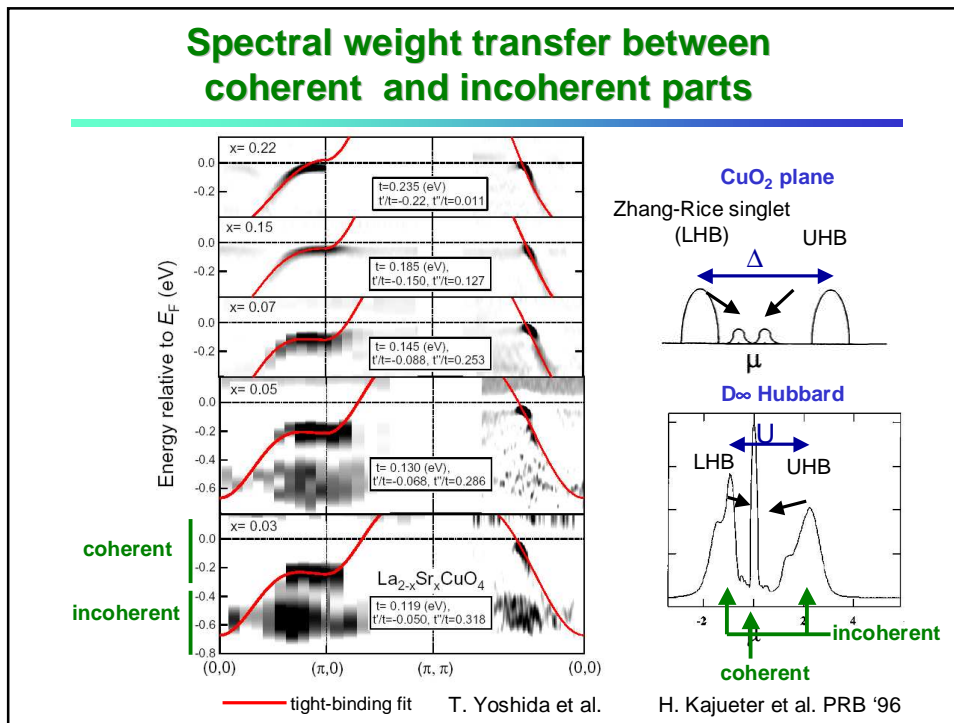 Spectral weight transfer between
coherent and incoherent parts
Energy relative to E_F (eV)
x = 0.22
0.0
-0.2
t=0.235 (eV)
t'/t=-0.22, t"/t=0.011
x= 0.15
0.0
-0.2
t= 0.185 (eV),
t'/t=-0.150, t"/t=0.127
x= 0.07
0.0
-0.2
t= 0.145 (eV),
t'/t=-0.088, t"/t=0.253
x= 0.05
0.0
-0.2
-0.4
-0.6
t= 0.130 (eV),
t'/t=-0.068, t"/t=0.286
x= 0.03
0.0
-0.2
-0.4
-0.6
-0.8
La₂₋ₓSrₓCuO₄
t= 0.119 (eV),
t'/t=-0.050, t"/t=0.318
coherent
incoherent
(0,0) (π,0) (π, π) (0,0)
tight-binding fit
T. Yoshida et al.
CuO₂ plane
Zhang-Rice singlet
(LHB)
UHB
Δ
μ
D∞ Hubbard
U
LHB
UHB
-2 2 4
μ
incoherent
coherent
H. Kajueter et al. PRB '96